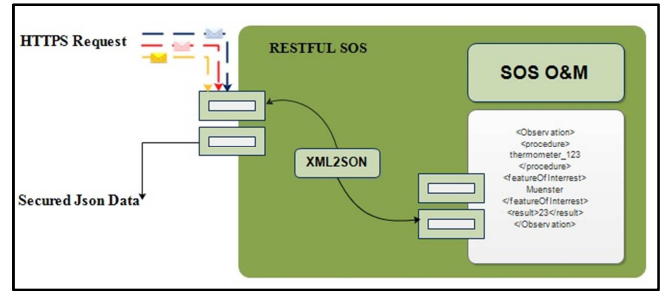 HTTPS Request
RESTFUL SOS
SOS O&M
XML2SON
<Observation>
<procedure>
thermometer_123
</procedure>
<featureOfInterrest>
Muenster
</featureOfInterrest>
<result>23</result>
</Observation>
Secured Json Data